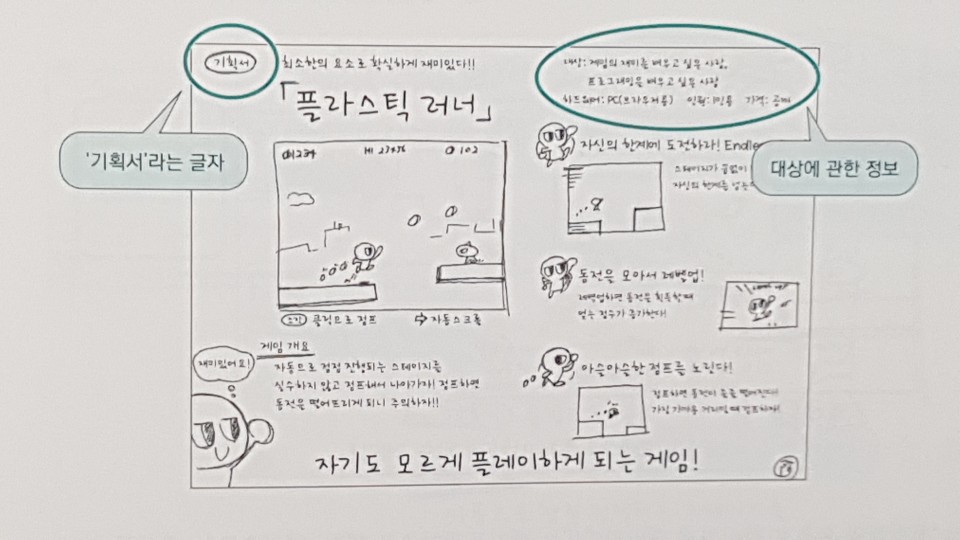 기획서
최소한의 요소로 확실하게 재미있다!!
「플라스틱 러너」
대상: 게임의 재미를 배우고 싶은 사람,
프로그래밍을 배우고 싶은 사람
하드웨어: PC(브라우저용) 인원: 1인용 가격: 공짜
'기획서'라는 글자
대상에 관한 정보
01234 HI 23456 102
클릭으로 점프 ⇨ 자동스크롤
게임 개요
재미있어요!
자동으로 점점 진행되는 스테이지를
실수하지 않고 점프해서 나아가자! 점프하면
동전을 떨어뜨리게 되니 주의하자!!
자신의 한계에 도전하라! Endle
스테이지가 끝없이
자신의 한계를 넘는
동전을 모아서 레벨업!
레벨업하면 동전을 획득할 때
얻는 점수가 증가한다!
아슬아슬한 점프를 노린다!
점프하면 동전이 줄줄 떨어진다!
가장 가까운 거리일 때 점프하자!
자기도 모르게 플레이하게 되는 게임!